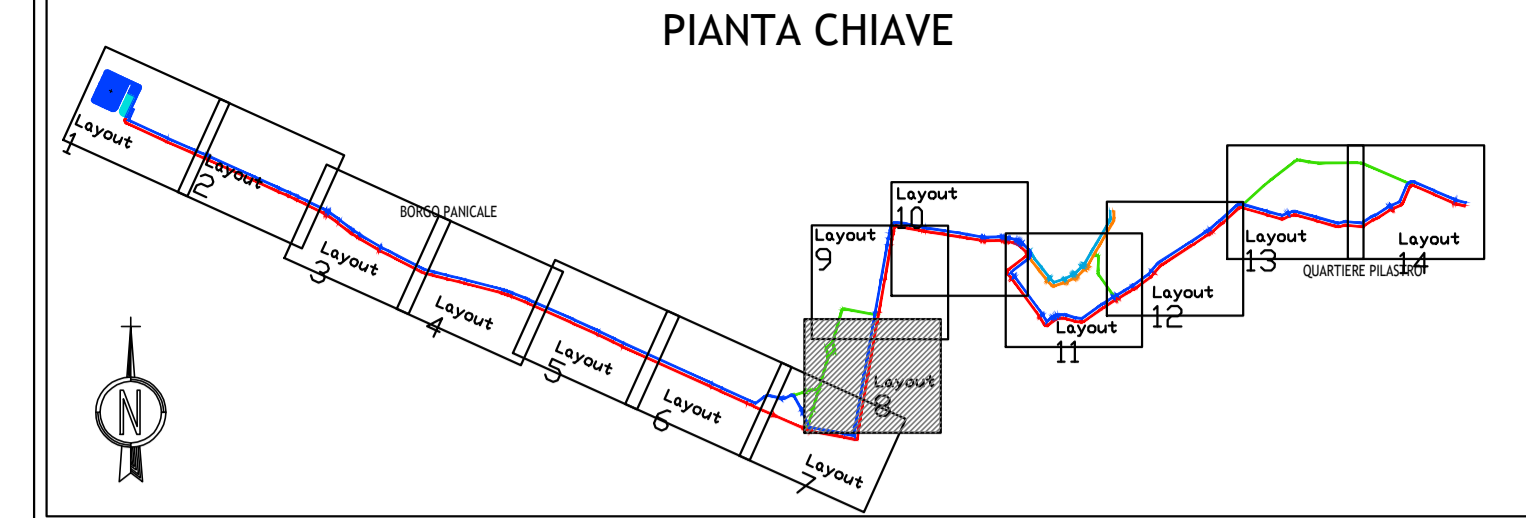 PIANTA CHIAVE
Layout
1
Layout
2
BORGO PANICALE
Layout
3
Layout
4
Layout
5
Layout
6
Layout
7
Layout
8
Layout
9
Layout
10
Layout
11
Layout
12
Layout
13
Layout
14
QUARTIERE PILASTRO
N